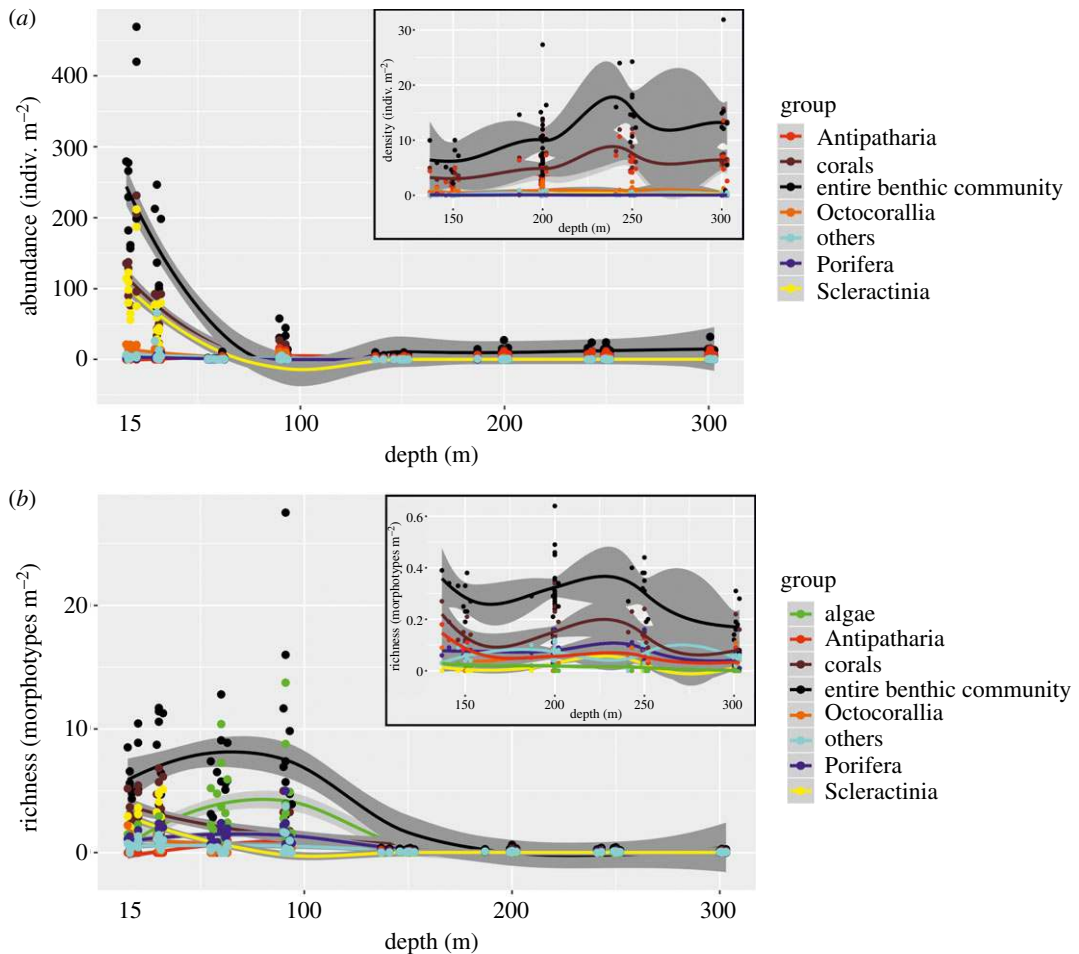 (a)
400
300
200
100
0
abundance (indiv. m−2)
15
100
200
300
depth (m)
30
20
10
0
density (indiv. m−2)
150
200
250
300
depth (m)
group
Antipatharia
corals
entire benthic community
Octocorallia
others
Porifera
Scleractinia
(b)
20
10
0
richness (morphotypes m−2)
15
100
200
300
depth (m)
0.6
0.4
0.2
0
richness (morphotypes m−2)
150
200
250
300
depth (m)
group
algae
Antipatharia
corals
entire benthic community
Octocorallia
others
Porifera
Scleractinia